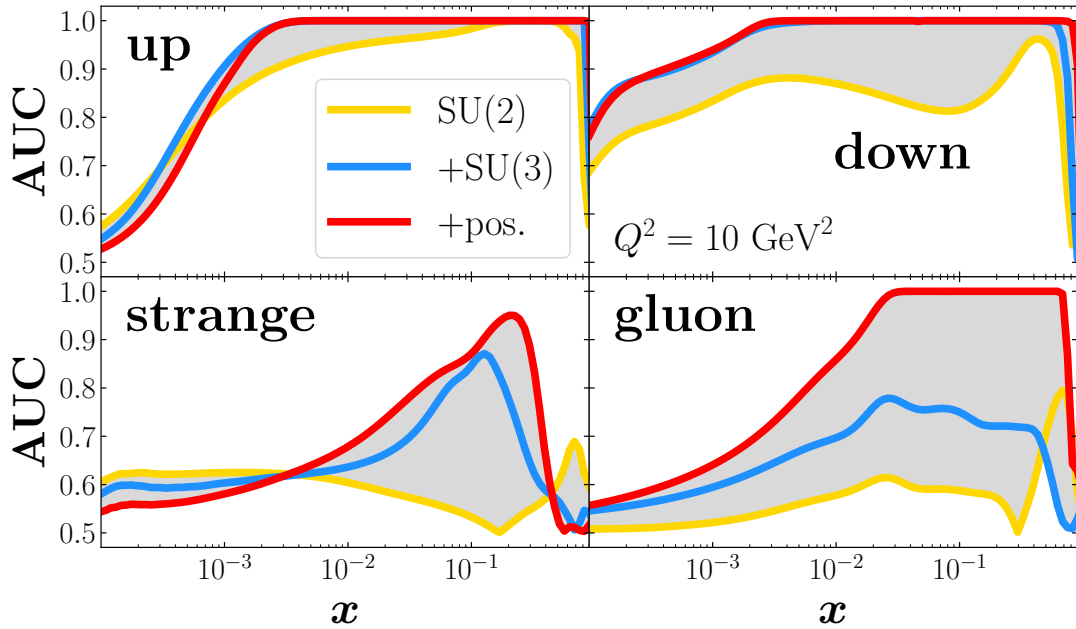 up
down
SU(2)
+SU(3)
+pos.
Q² = 10 GeV²
AUC
1.0
0.9
0.8
0.7
0.6
0.5
strange
gluon
AUC
1.0
0.9
0.8
0.7
0.6
0.5
10⁻³ 10⁻² 10⁻¹
10⁻³ 10⁻² 10⁻¹
x
x